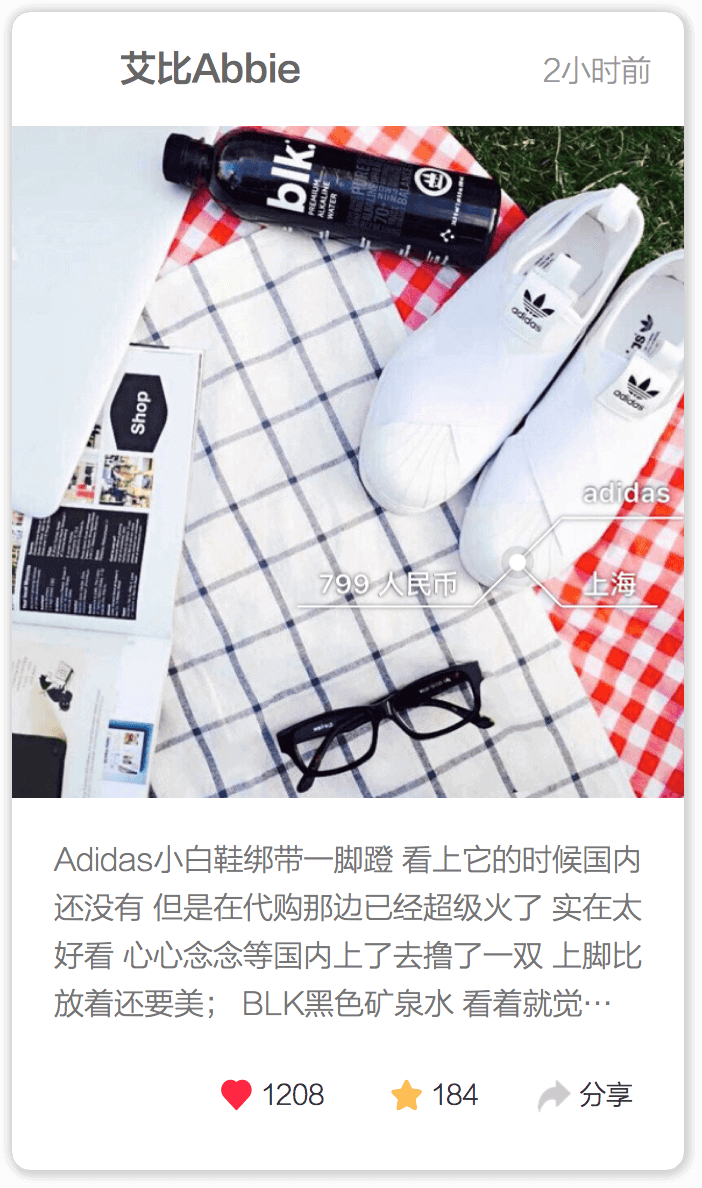 艾比Abbie
2小时前
blk.
PREMIUM
ALKALINE
WATER
adidas
adidas
Shop
adidas
799 人民币
上海
Adidas小白鞋绑带一脚蹬 看上它的时候国内
还没有 但是在代购那边已经超级火了 实在太
好看 心心念念等国内上了去撸了一双 上脚比
放着还要美； BLK黑色矿泉水 看着就觉…
1208
184
分享